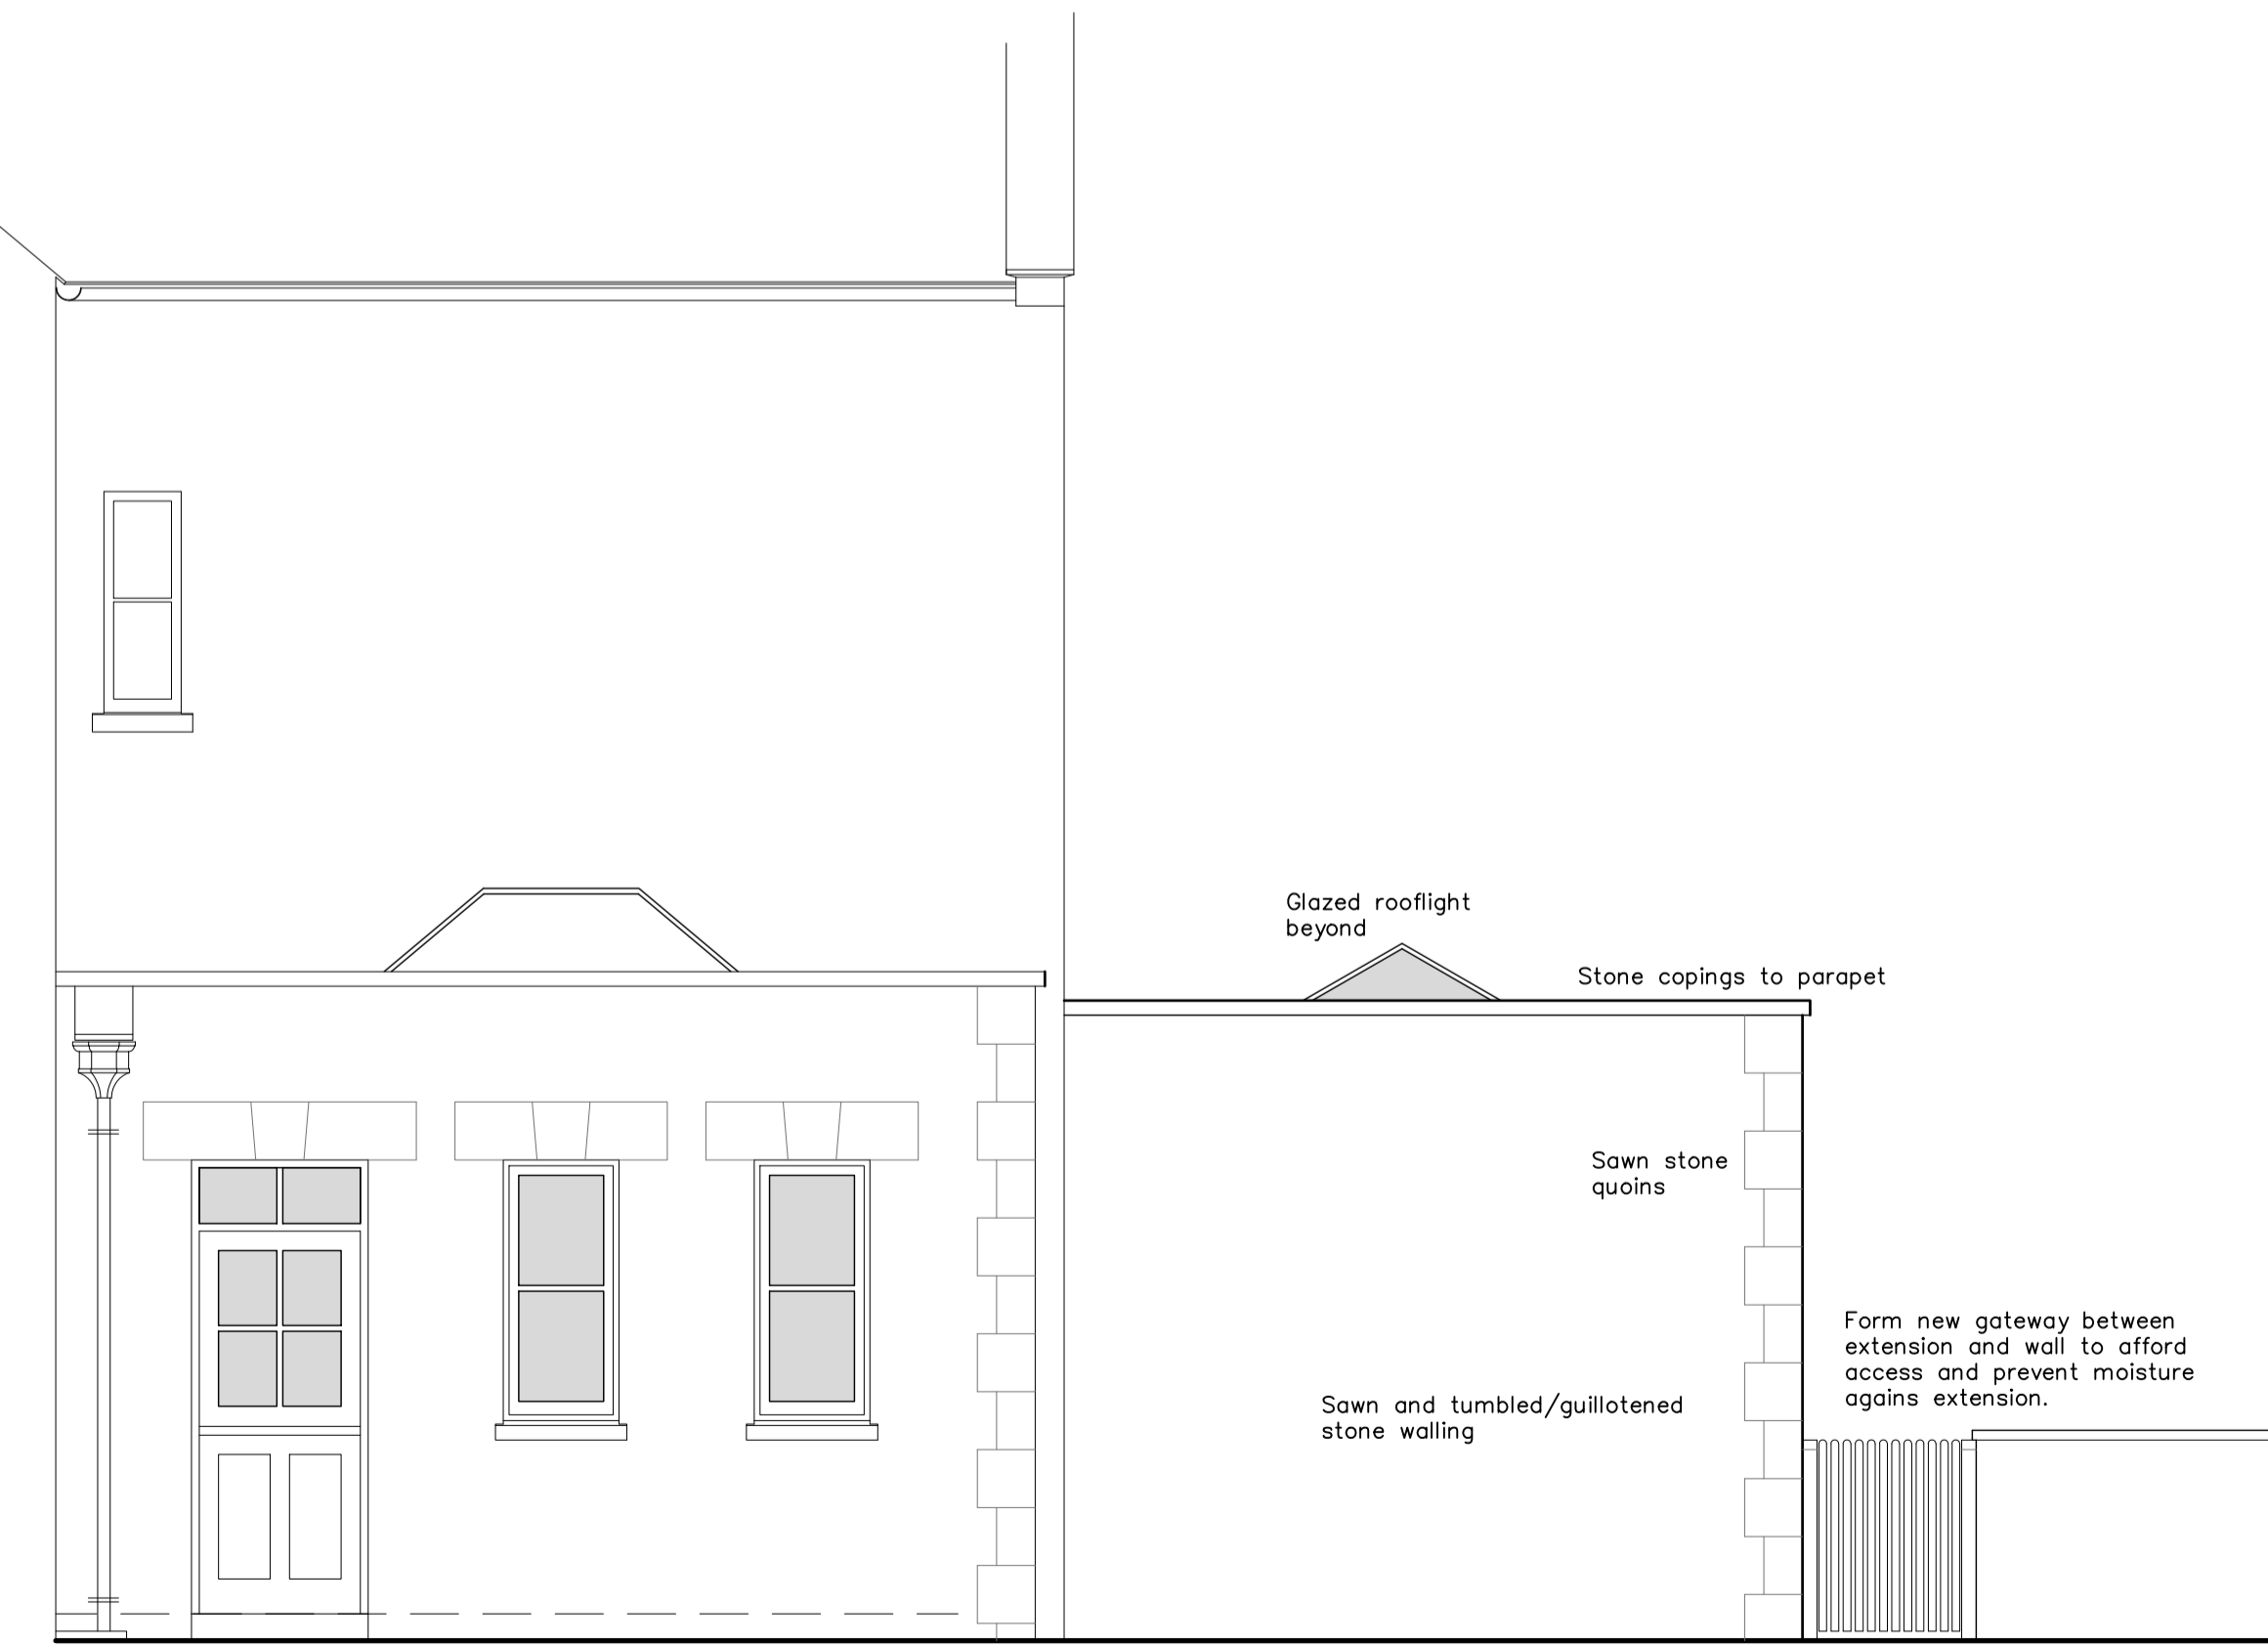 Glazed rooflight
beyond
Stone copings to parapet
Sawn stone
quoins
Form new gateway between
extension and wall to afford
access and prevent moisture
agains extension.
Sawn and tumbled/guillotened
stone walling